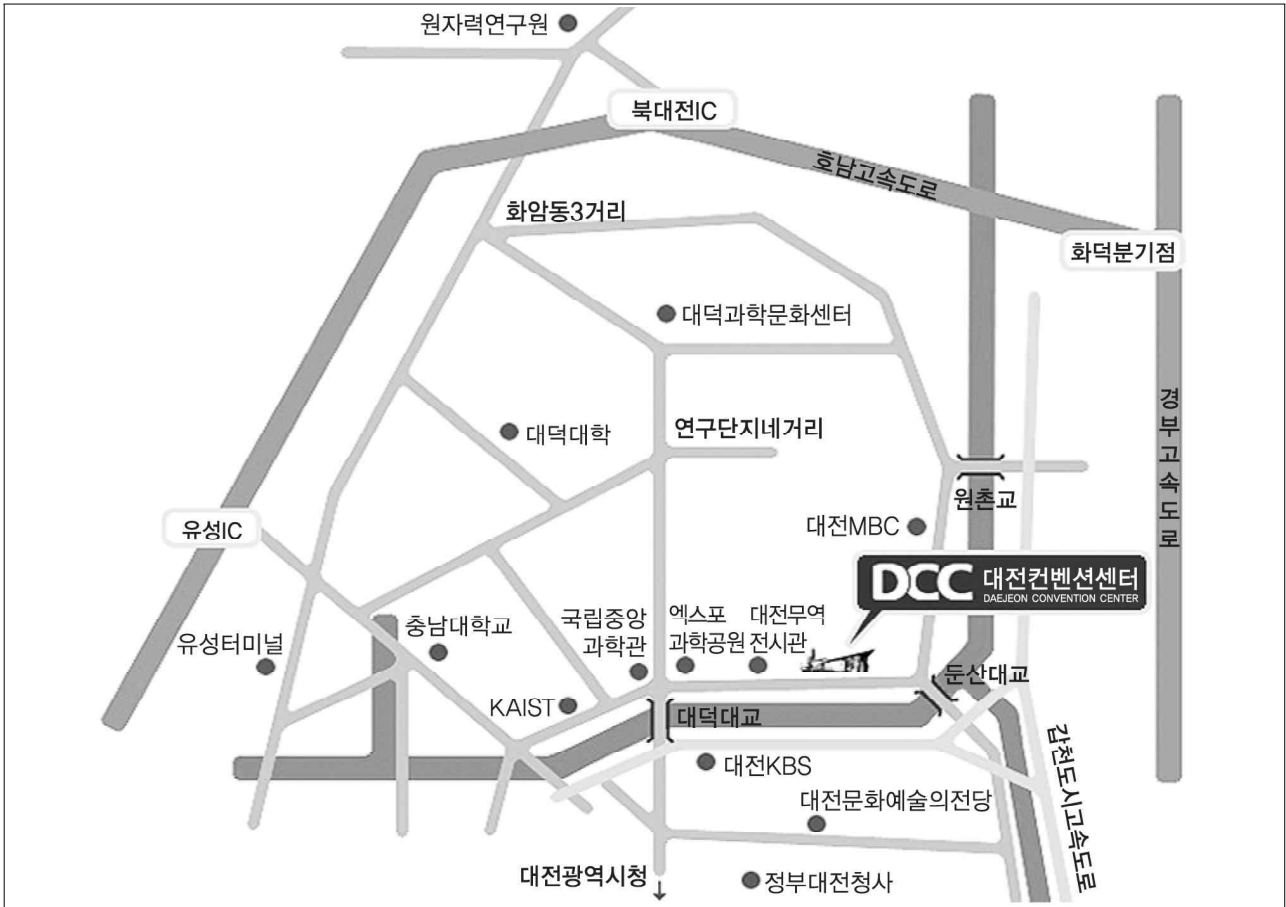 원자력연구원
북대전IC
호남고속도로
화암동3거리
화덕분기점
대덕과학문화센터
경부고속도로
대덕대학
연구단지네거리
원촌교
유성IC
대전MBC
DCC 대전컨벤션센터
DAEJEON CONVENTION CENTER
유성터미널
충남대학교
국립중앙
과학관
엑스포
과학공원
대전무역
전시관
둔산대교
KAIST
대덕대교
갑천도시고속도로
대전KBS
대전문화예술의전당
대전광역시청
↓
정부대전청사